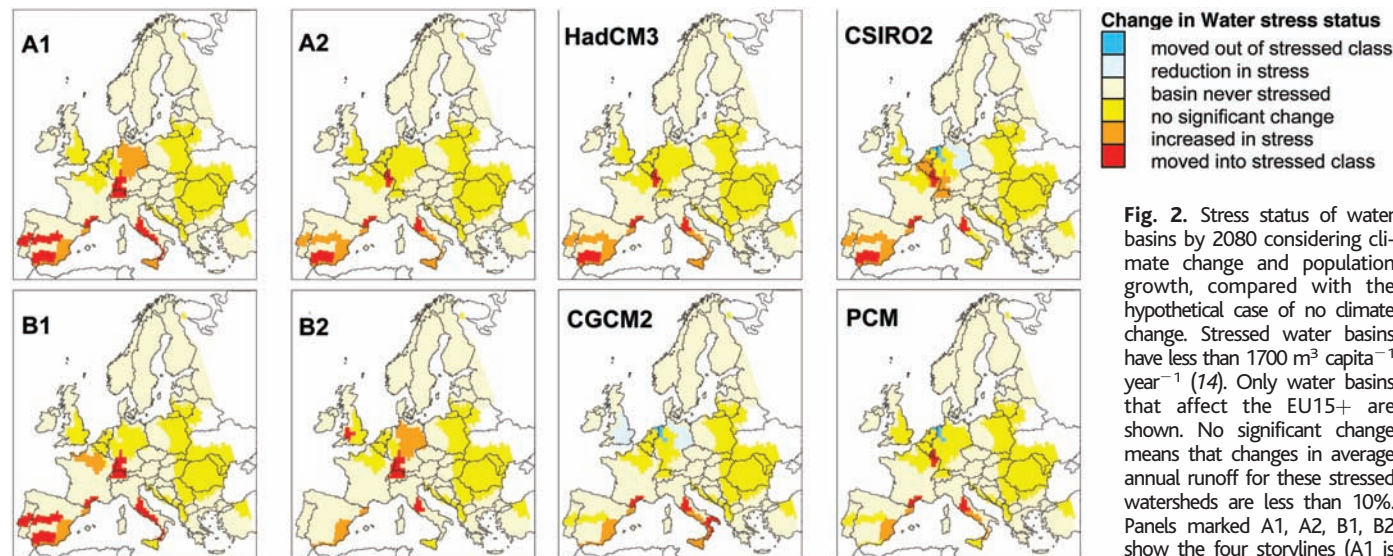 A1
A2
HadCM3
CSIRO2
B1
B2
CGCM2
PCM
Change in Water stress status
moved out of stressed class
reduction in stress
basin never stressed
no significant change
increased in stress
moved into stressed class
Fig. 2. Stress status of water
basins by 2080 considering cli-
mate change and population
growth, compared with the
hypothetical case of no climate
change. Stressed water basins
have less than 1700 m³ capita⁻¹
year⁻¹ (14). Only water basins
that affect the EU15+ are
shown. No significant change
means that changes in average
annual runoff for these stressed
watersheds are less than 10%.
Panels marked A1, A2, B1, B2
show the four storylines (A1 is